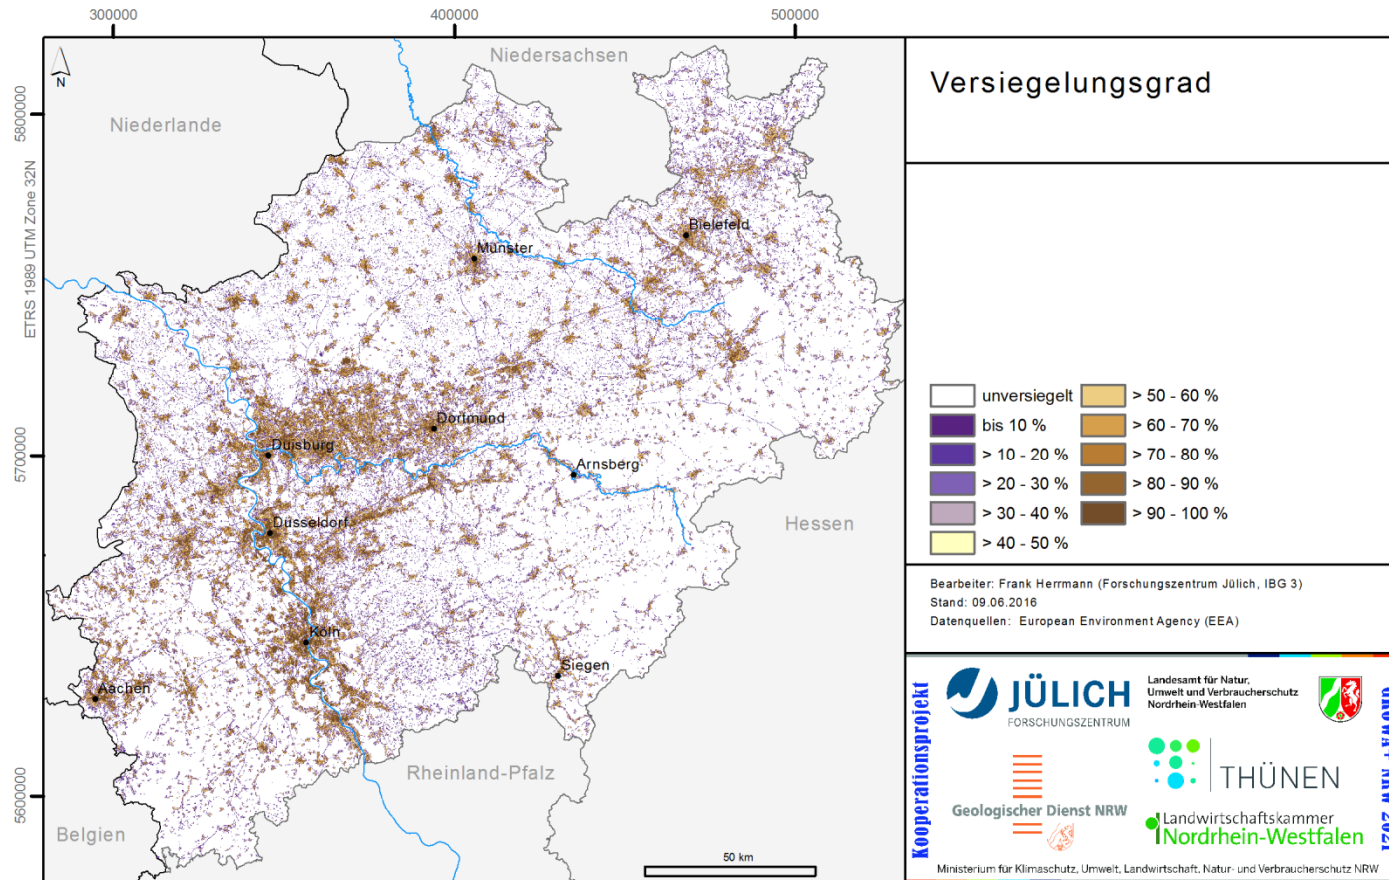 300000
400000
500000
5800000
ETRS 1989 UTM Zone 32N
5700000
5600000
N
Niedersachsen
Niederlande
Bielefeld
Münster
Dortmund
Duisburg
Arnsberg
Düsseldorf
Hessen
Köln
Siegen
Aachen
Rheinland-Pfalz
Belgien
50 km
Versiegelungsgrad
unversiegelt
bis 10 %
> 10 - 20 %
> 20 - 30 %
> 30 - 40 %
> 40 - 50 %
> 50 - 60 %
> 60 - 70 %
> 70 - 80 %
> 80 - 90 %
> 90 - 100 %
Bearbeiter: Frank Herrmann (Forschungszentrum Jülich, IBG 3)
Stand: 09.06.2016
Datenquellen: European Environment Agency (EEA)
Kooperationsprojekt
JÜLICH
FORSCHUNGSZENTRUM
Landesamt für Natur,
Umwelt und Verbraucherschutz
Nordrhein-Westfalen
THÜNEN
Geologischer Dienst NRW
Landwirtschaftskammer
Nordrhein-Westfalen
GROWA+ NRW 2021
Ministerium für Klimaschutz, Umwelt, Landwirtschaft, Natur- und Verbraucherschutz NRW